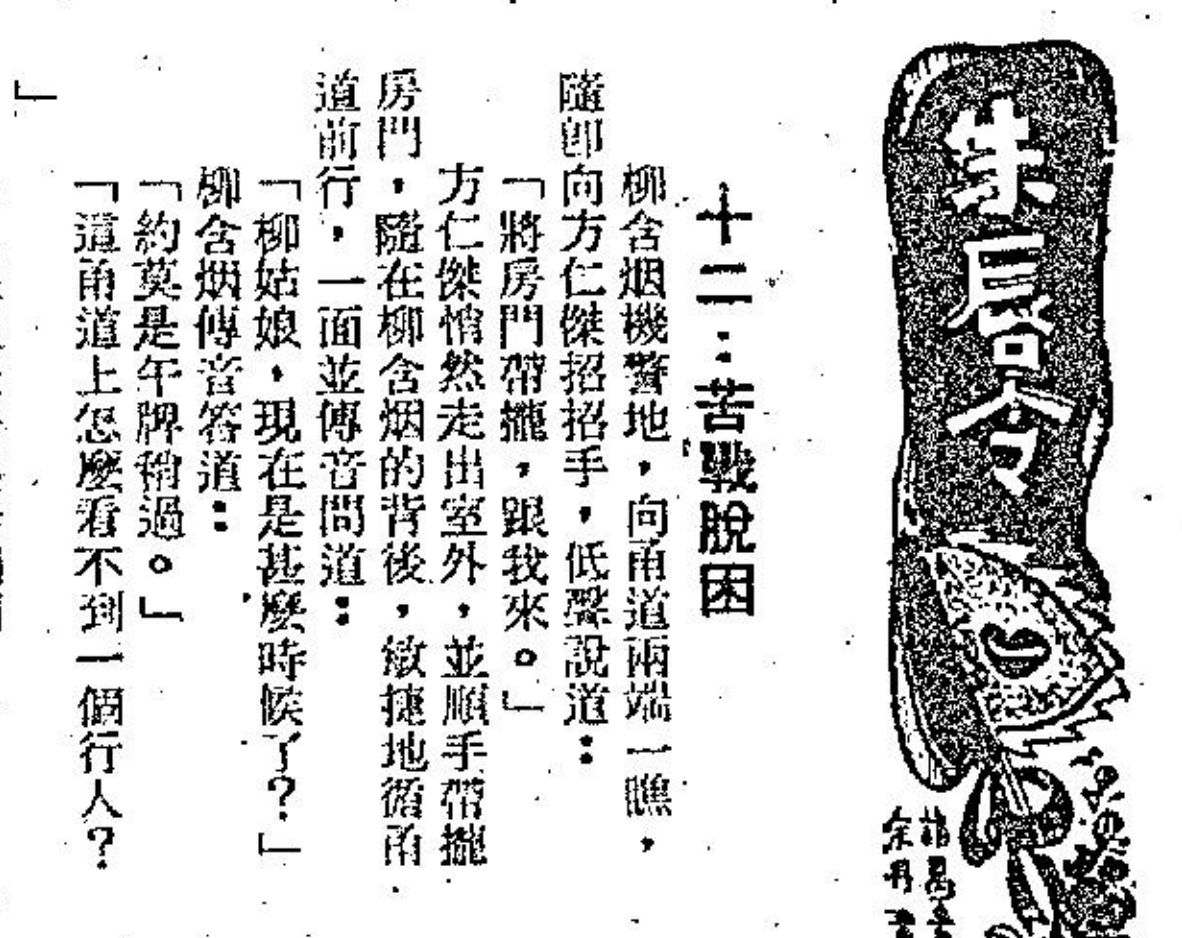 朱唇令
十二：苦戰脫困
柳含烟機警地，向甬道兩端一瞧，
隨卽向方仁傑招招手，低聲說道：
「將房門帶攏，跟我來。」
方仁傑悄然走出室外，並順手帶攏
房門，隨在柳含烟的背後，敏捷地循甬
道前行，一面並傳音問道：
「柳姑娘，現在是甚麼時候了？」
柳含烟傳音答道：
「約莫是午牌稍過。」
「這甬道上怎麼看不到一個行人？
」